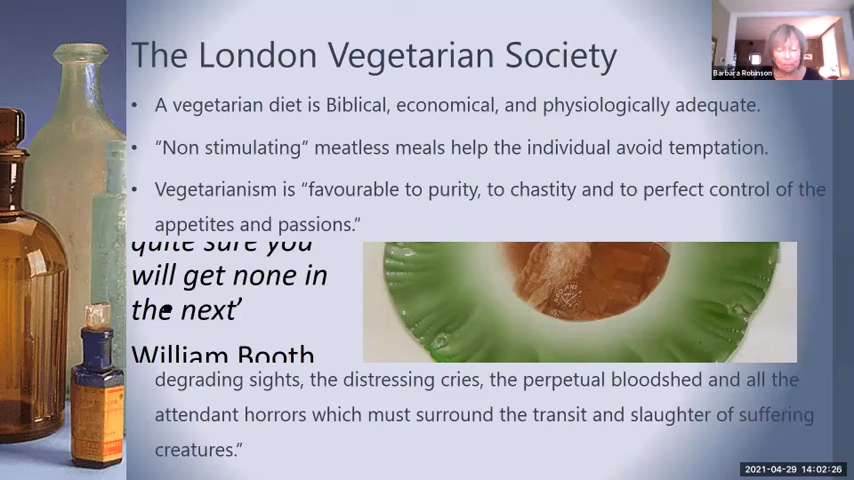 The London Vegetarian Society
Barbara Robinson
• A vegetarian diet is Biblical, economical, and physiologically adequate.
• “Non stimulating” meatless meals help the individual avoid temptation.
• Vegetarianism is “favourable to purity, to chastity and to perfect control of the
appetites and passions.”
quite sure you
will get none in
the next’
William Booth
degrading sights, the distressing cries, the perpetual bloodshed and all the
attendant horrors which must surround the transit and slaughter of suffering
creatures.”
2021-04-29 14:02:26